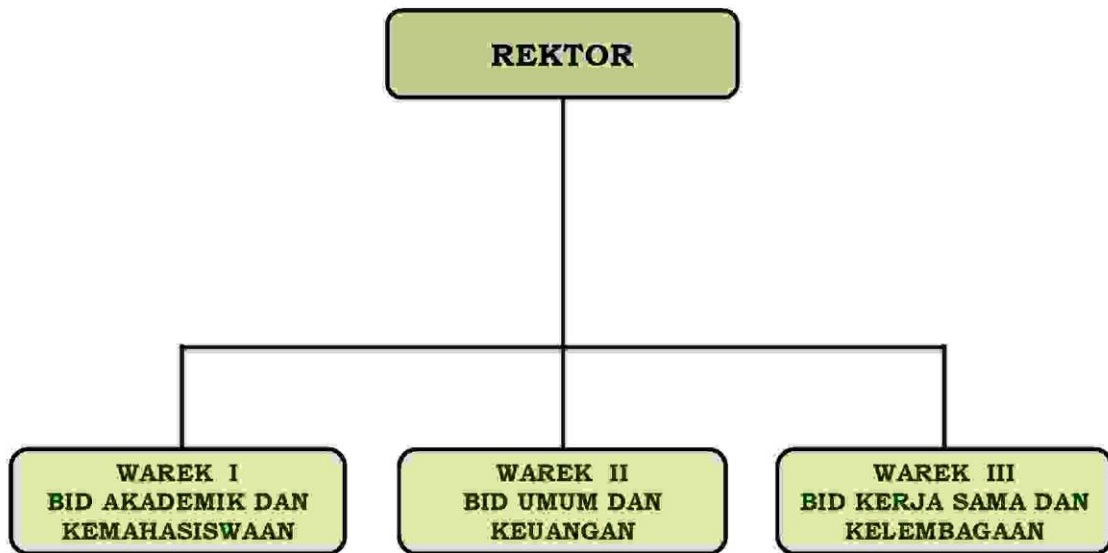 REKTOR
WAREK I
BID AKADEMIK DAN
KEMAHASISWAAN
WAREK II
BID UMUM DAN
KEUANGAN
WAREK III
BID KERJA SAMA DAN
KELEMBAGAAN